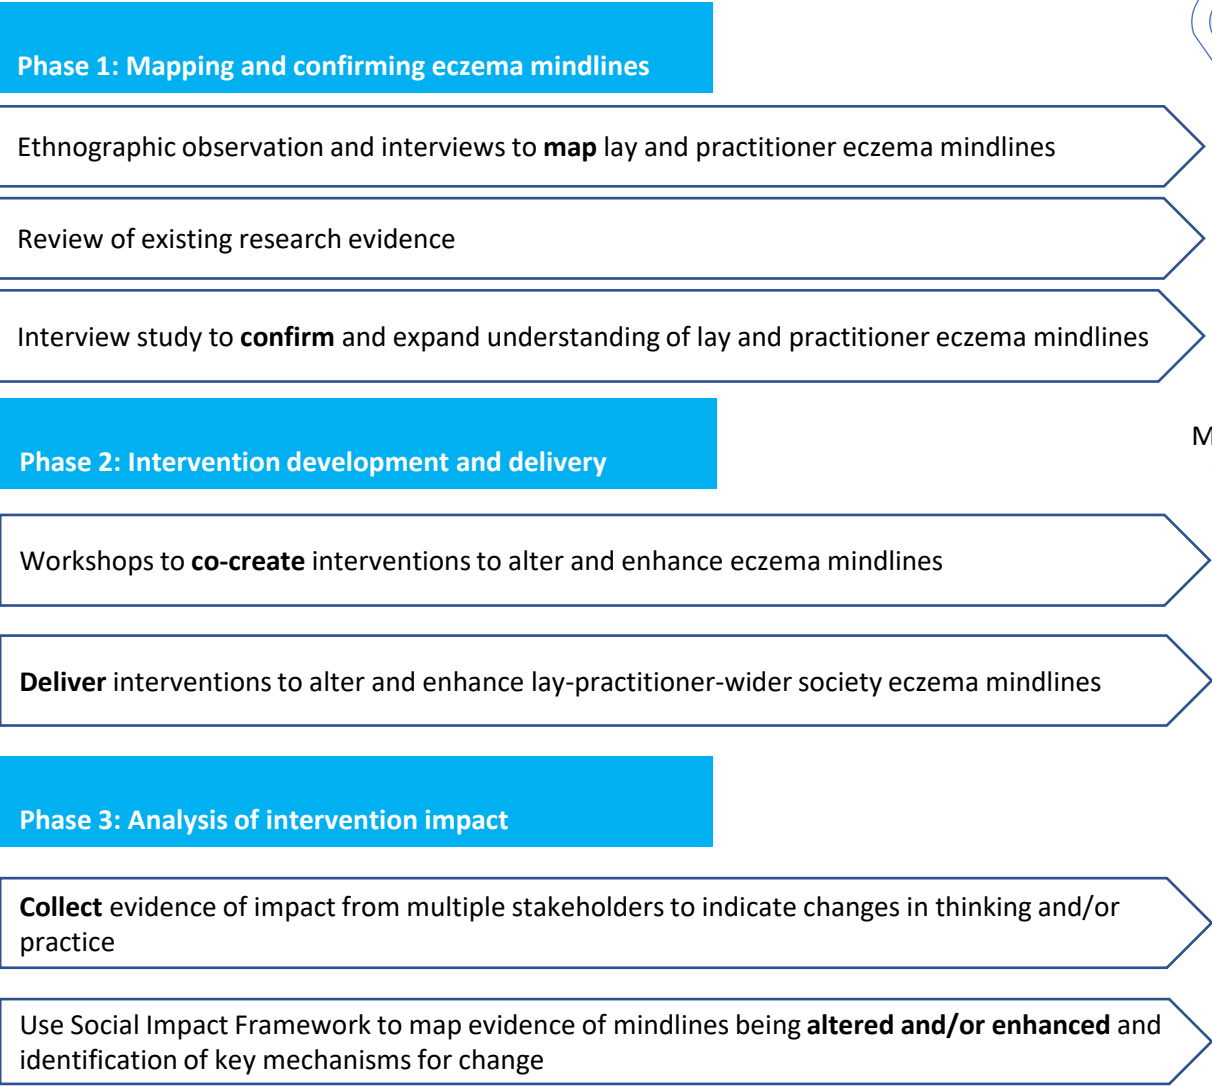 Phase 1: Mapping and confirming eczema mindlines
Ethnographic observation and interviews to map lay and practitioner eczema mindlines
Review of existing research evidence
Interview study to confirm and expand understanding of lay and practitioner eczema mindlines
M
Phase 2: Intervention development and delivery
Workshops to co-create interventions to alter and enhance eczema mindlines
Deliver interventions to alter and enhance lay-practitioner-wider society eczema mindlines
Phase 3: Analysis of intervention impact
Collect evidence of impact from multiple stakeholders to indicate changes in thinking and/or
practice
Use Social Impact Framework to map evidence of mindlines being altered and/or enhanced and
identification of key mechanisms for change